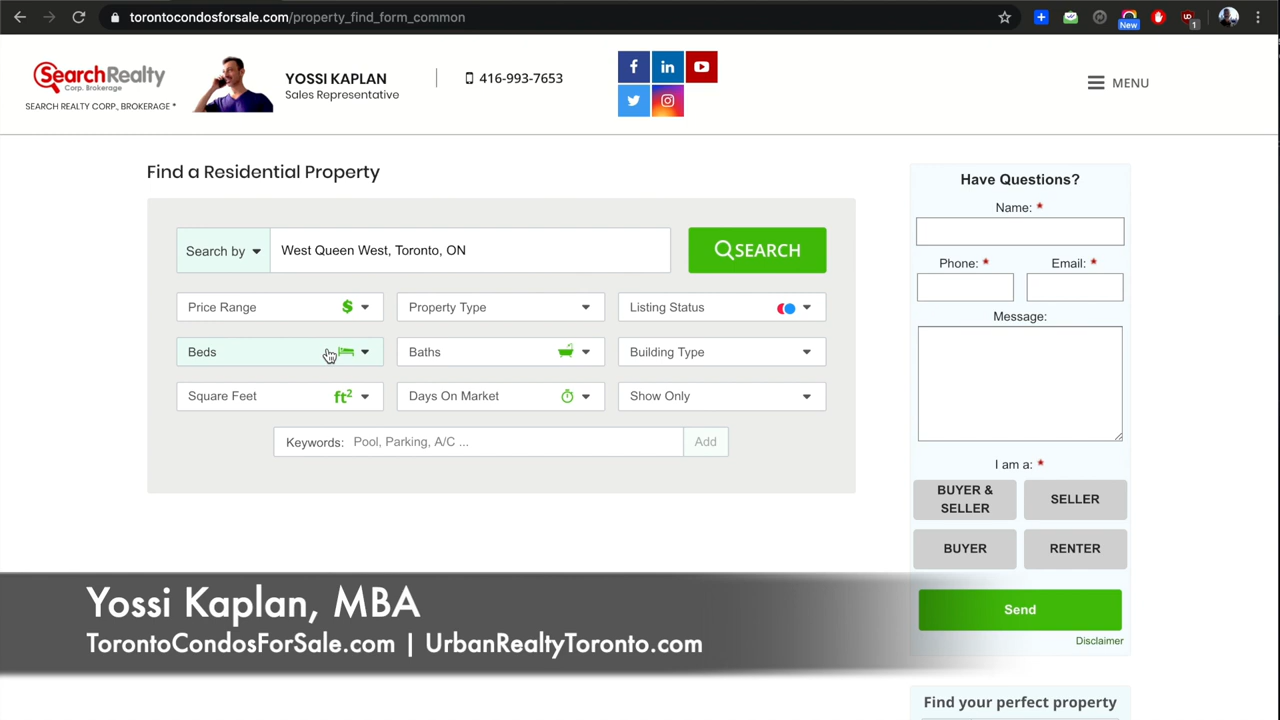 torontocondosforsale.com/property_find_form_common
New
1
SearchRealty
Corp. Brokerage
SEARCH REALTY CORP., BROKERAGE *
YOSSI KAPLAN
Sales Representative
416-993-7653
MENU
Find a Residential Property
Search by
West Queen West, Toronto, ON
SEARCH
Price Range $
Property Type
Listing Status
Beds
Baths
Building Type
Square Feet ft²
Days On Market
Show Only
Keywords: Pool, Parking, A/C ...
Add
Have Questions?
Name: *
Phone: *
Email: *
Message:
I am a: *
BUYER &
SELLER
SELLER
BUYER
RENTER
Send
Disclaimer
Find your perfect property
Yossi Kaplan, MBA
TorontoCondosForSale.com | UrbanRealtyToronto.com